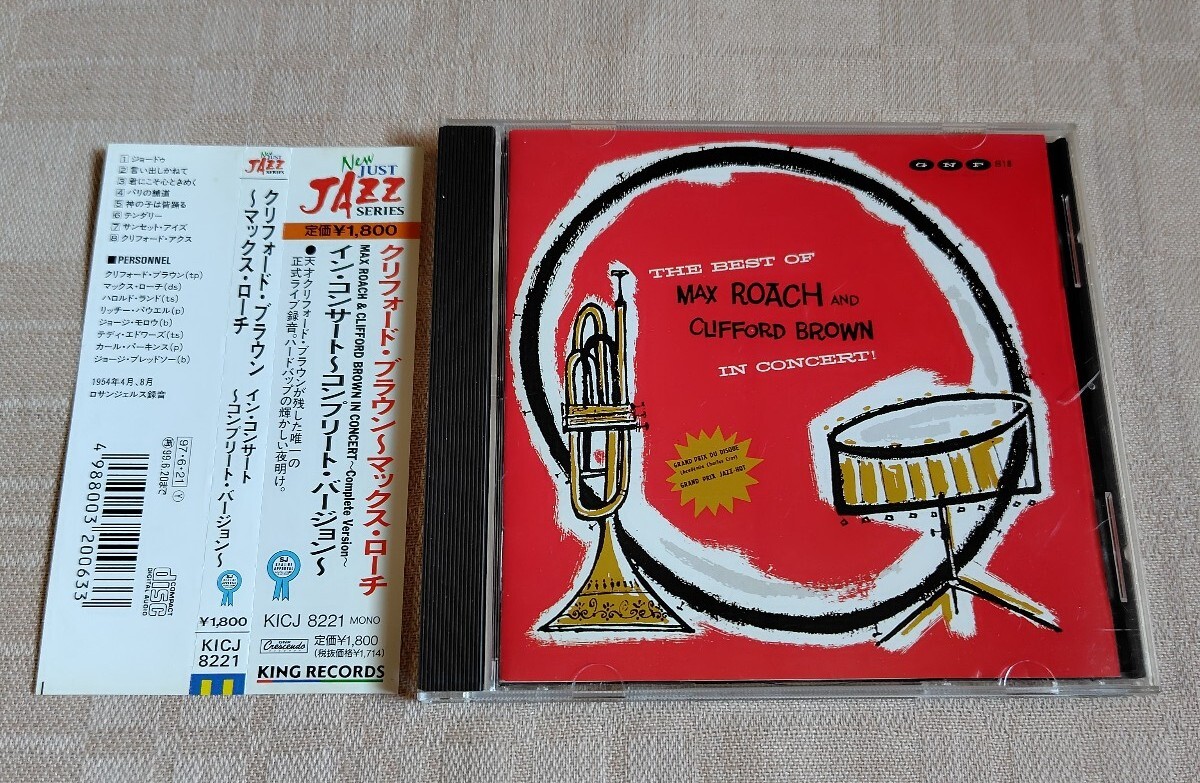 1 ジョードゥ
2 言い出しかねて
3 君にこそ心ときめく
4 パリの舗道
5 神の子は皆踊る
6 テンダリー
7 サンセット・アイズ
8 クリフォード・アクス
■PERSONNEL
クリフォード・ブラウン(tp)
マックス・ローチ(ds)
ハロルド・ランド(ts)
リッチー・パウエル(p)
ジョージ・モロウ(b)
テディ・エドワーズ(ts)
カール・パーキンス(p)
ジョージ・ブレッドソー(b)
1954年4月、8月
ロサンジェルス録音
4 988003 200633
(97・6・21)
COMPACT
disc
DIGITAL AUDIO
New JUST
JAZZ
SERIES
クリフォード・ブラウン
〜マックス・ローチ
イン・コンサート
〜コンプリート・バージョン〜
¥1,800
KICJ
8221
New JUST
JAZZ
SERIES
定価¥1,800
クリフォード・ブラウン〜マックス・ローチ
MAX ROACH & CLIFFORD BROWN IN CONCERT〜Complete Version〜
イン・コンサート〜コンプリート・バージョン〜
●天才クリフォード・ブラウンが残した唯一の
正式ライブ録音。ハードバップの輝かしい夜明け。
KICJ 8221 MONO
Crescendo
定価¥1,800
(税抜価格¥1,714)
KING RECORDS
GNP
THE BEST OF
MAX ROACH AND
CLIFFORD BROWN
IN CONCERT!
GRAND PRIX DU DISQUE
(Académie Charles Cros)
GRAND PRIX JAZZ-HOT